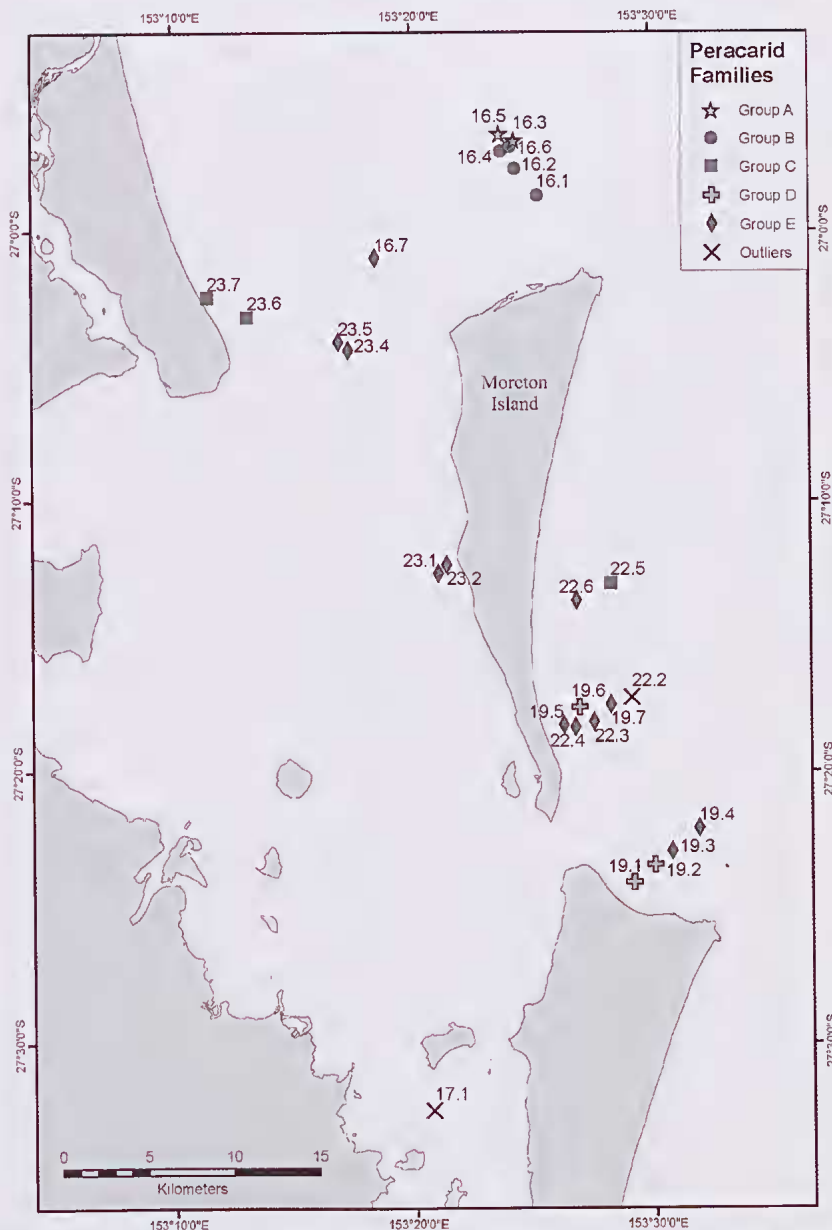 153°10'0"E
153°20'0"E
153°30'0"E
Peracarid
Families
Group A
Group B
Group C
Group D
Group E
Outliers
16.5
16.3
16.4
16.6
16.2
16.1
27°0'0"S
27°0'0"S
16.7
23.7
23.6
23.5
23.4
Moreton
Island
27°10'0"S
27°10'0"S
23.1
23.2
22.6
22.5
22.2
19.6
19.5
19.7
22.4
22.3
27°20'0"S
27°20'0"S
19.4
19.3
19.1
19.2
27°30'0"S
27°30'0"S
17.1
0
5
10
15
Kilometers
153°10'0"E
153°20'0"E
153°30'0"E